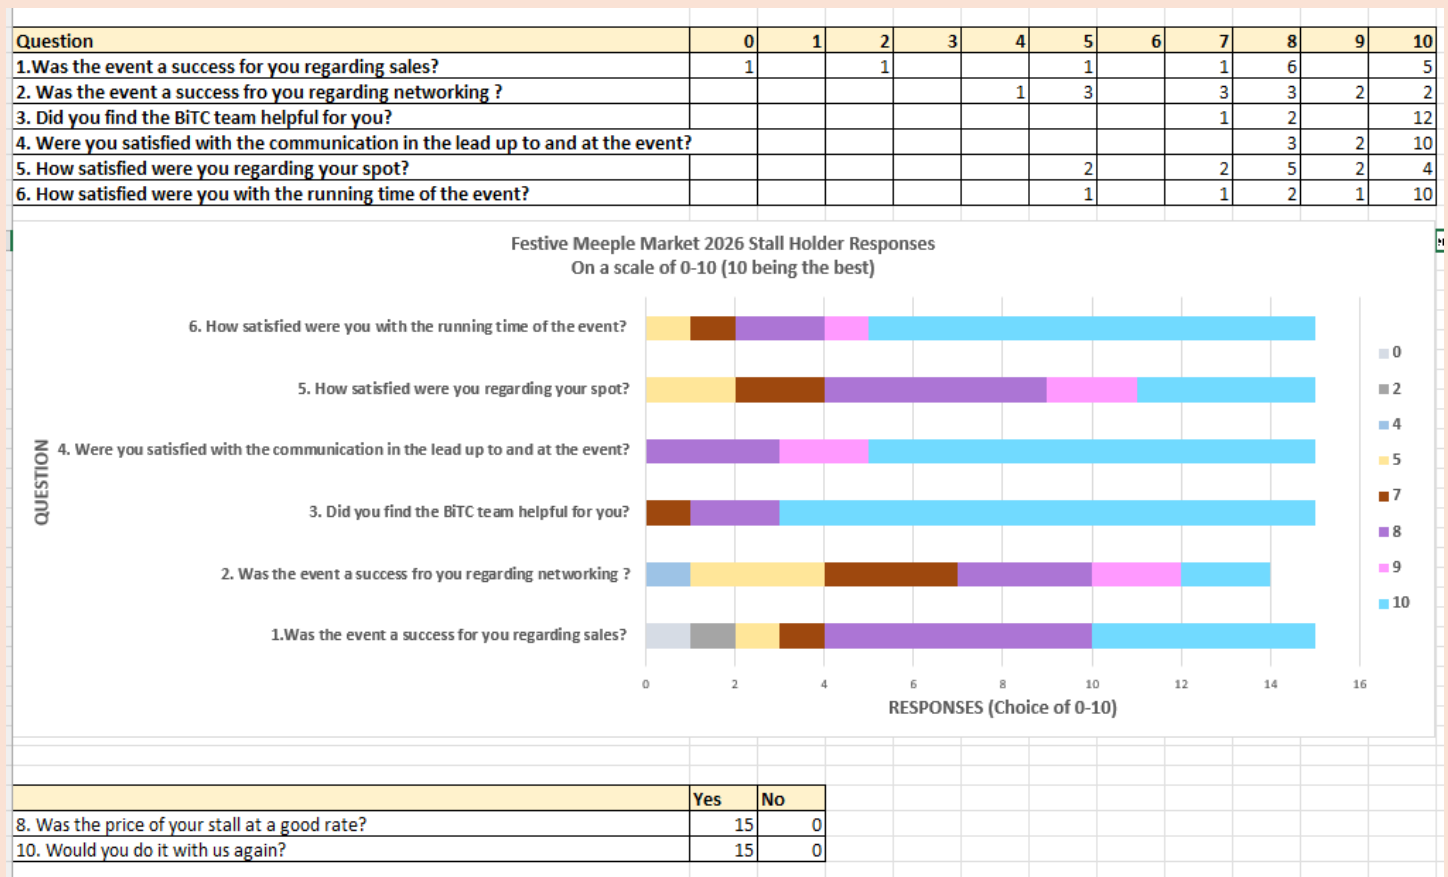 Question 0 1 2 3 4 5 6 7 8 9 10
1.Was the event a success for you regarding sales? 1 1 1 1 6 5
2. Was the event a success fro you regarding networking ? 1 3 3 3 2 2
3. Did you find the BiTC team helpful for you? 1 2 12
4. Were you satisfied with the communication in the lead up to and at the event? 3 2 10
5. How satisfied were you regarding your spot? 2 2 5 2 4
6. How satisfied were you with the running time of the event? 1 1 2 1 10
Festive Meeple Market 2026 Stall Holder Responses
On a scale of 0-10 (10 being the best)
QUESTION
6. How satisfied were you with the running time of the event?
5. How satisfied were you regarding your spot?
4. Were you satisfied with the communication in the lead up to and at the event?
3. Did you find the BiTC team helpful for you?
2. Was the event a success fro you regarding networking ?
1.Was the event a success for you regarding sales?
0 2 4 6 8 10 12 14 16
RESPONSES (Choice of 0-10)
0
2
4
5
7
8
9
10
Yes No
8. Was the price of your stall at a good rate? 15 0
10. Would you do it with us again? 15 0